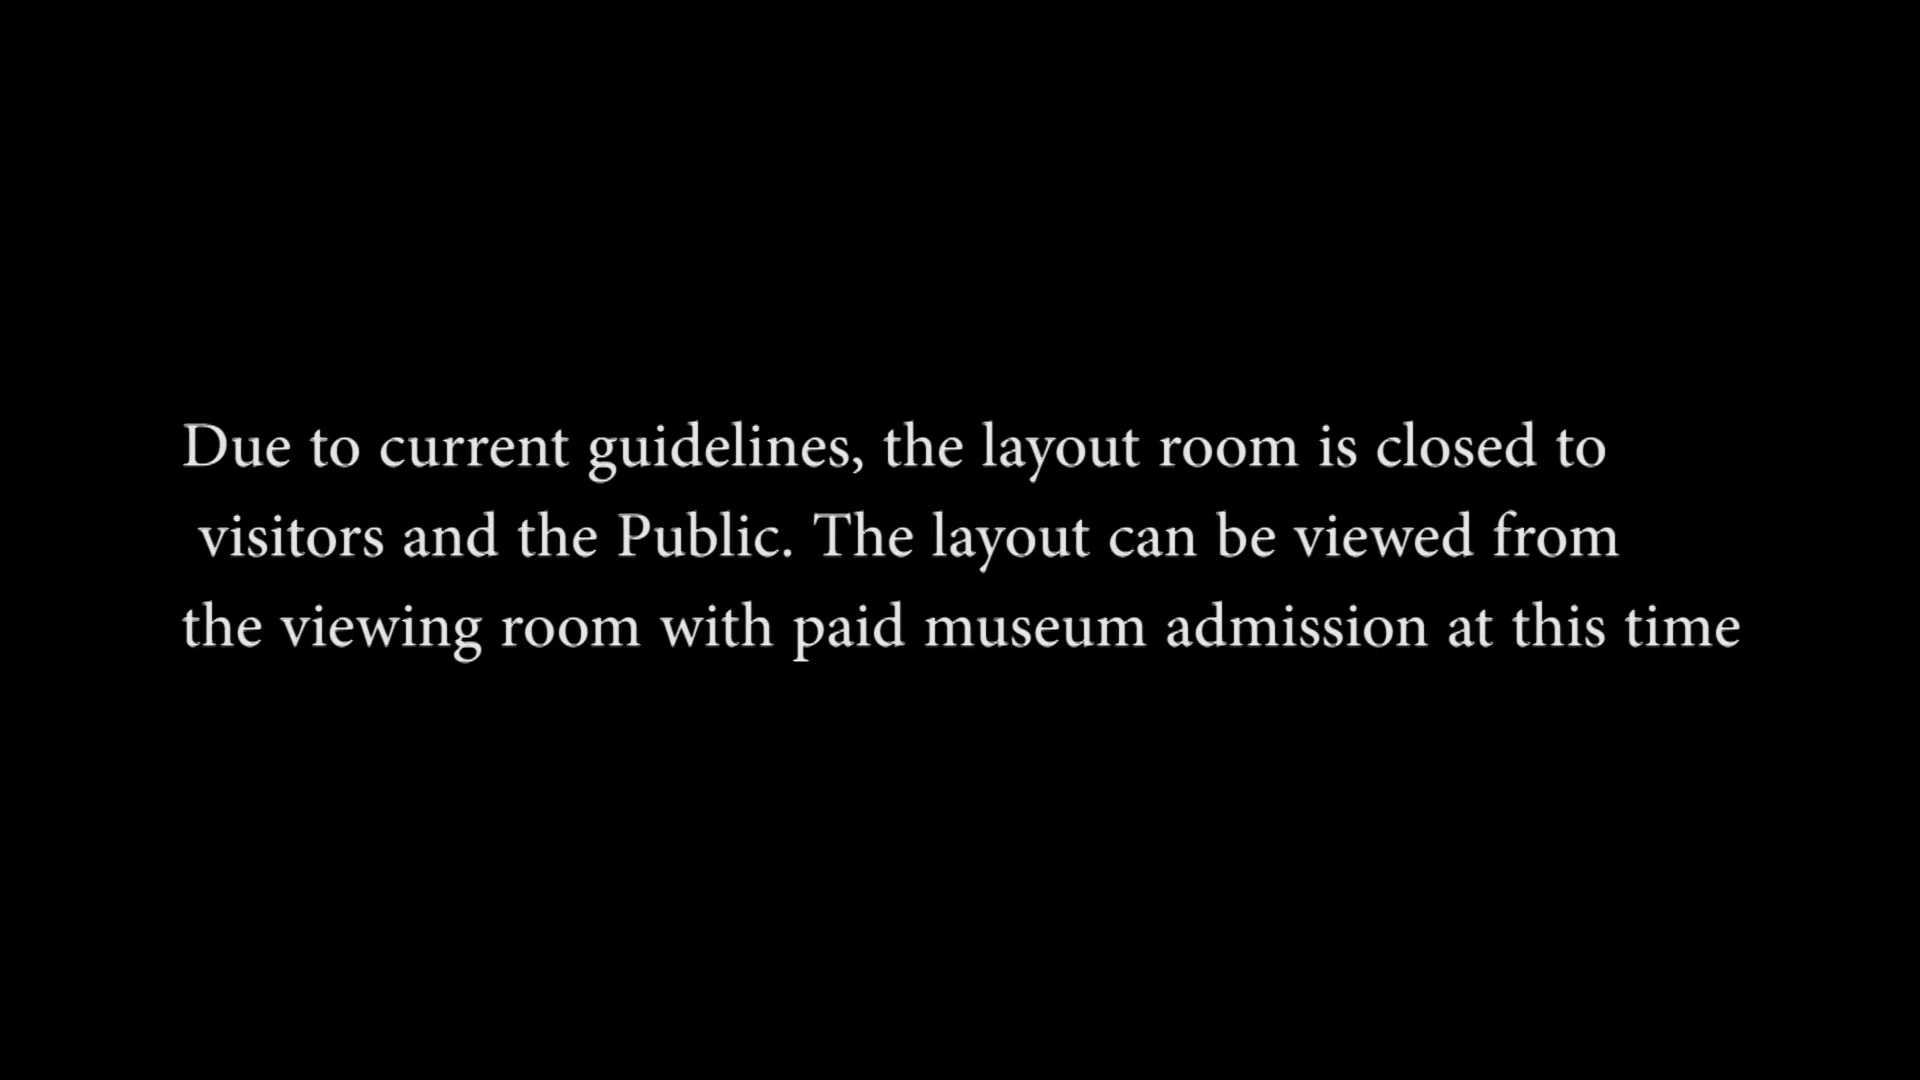 Due to current guidelines, the layout room is closed to
visitors and the Public. The layout can be viewed from
the viewing room with paid museum admission at this time